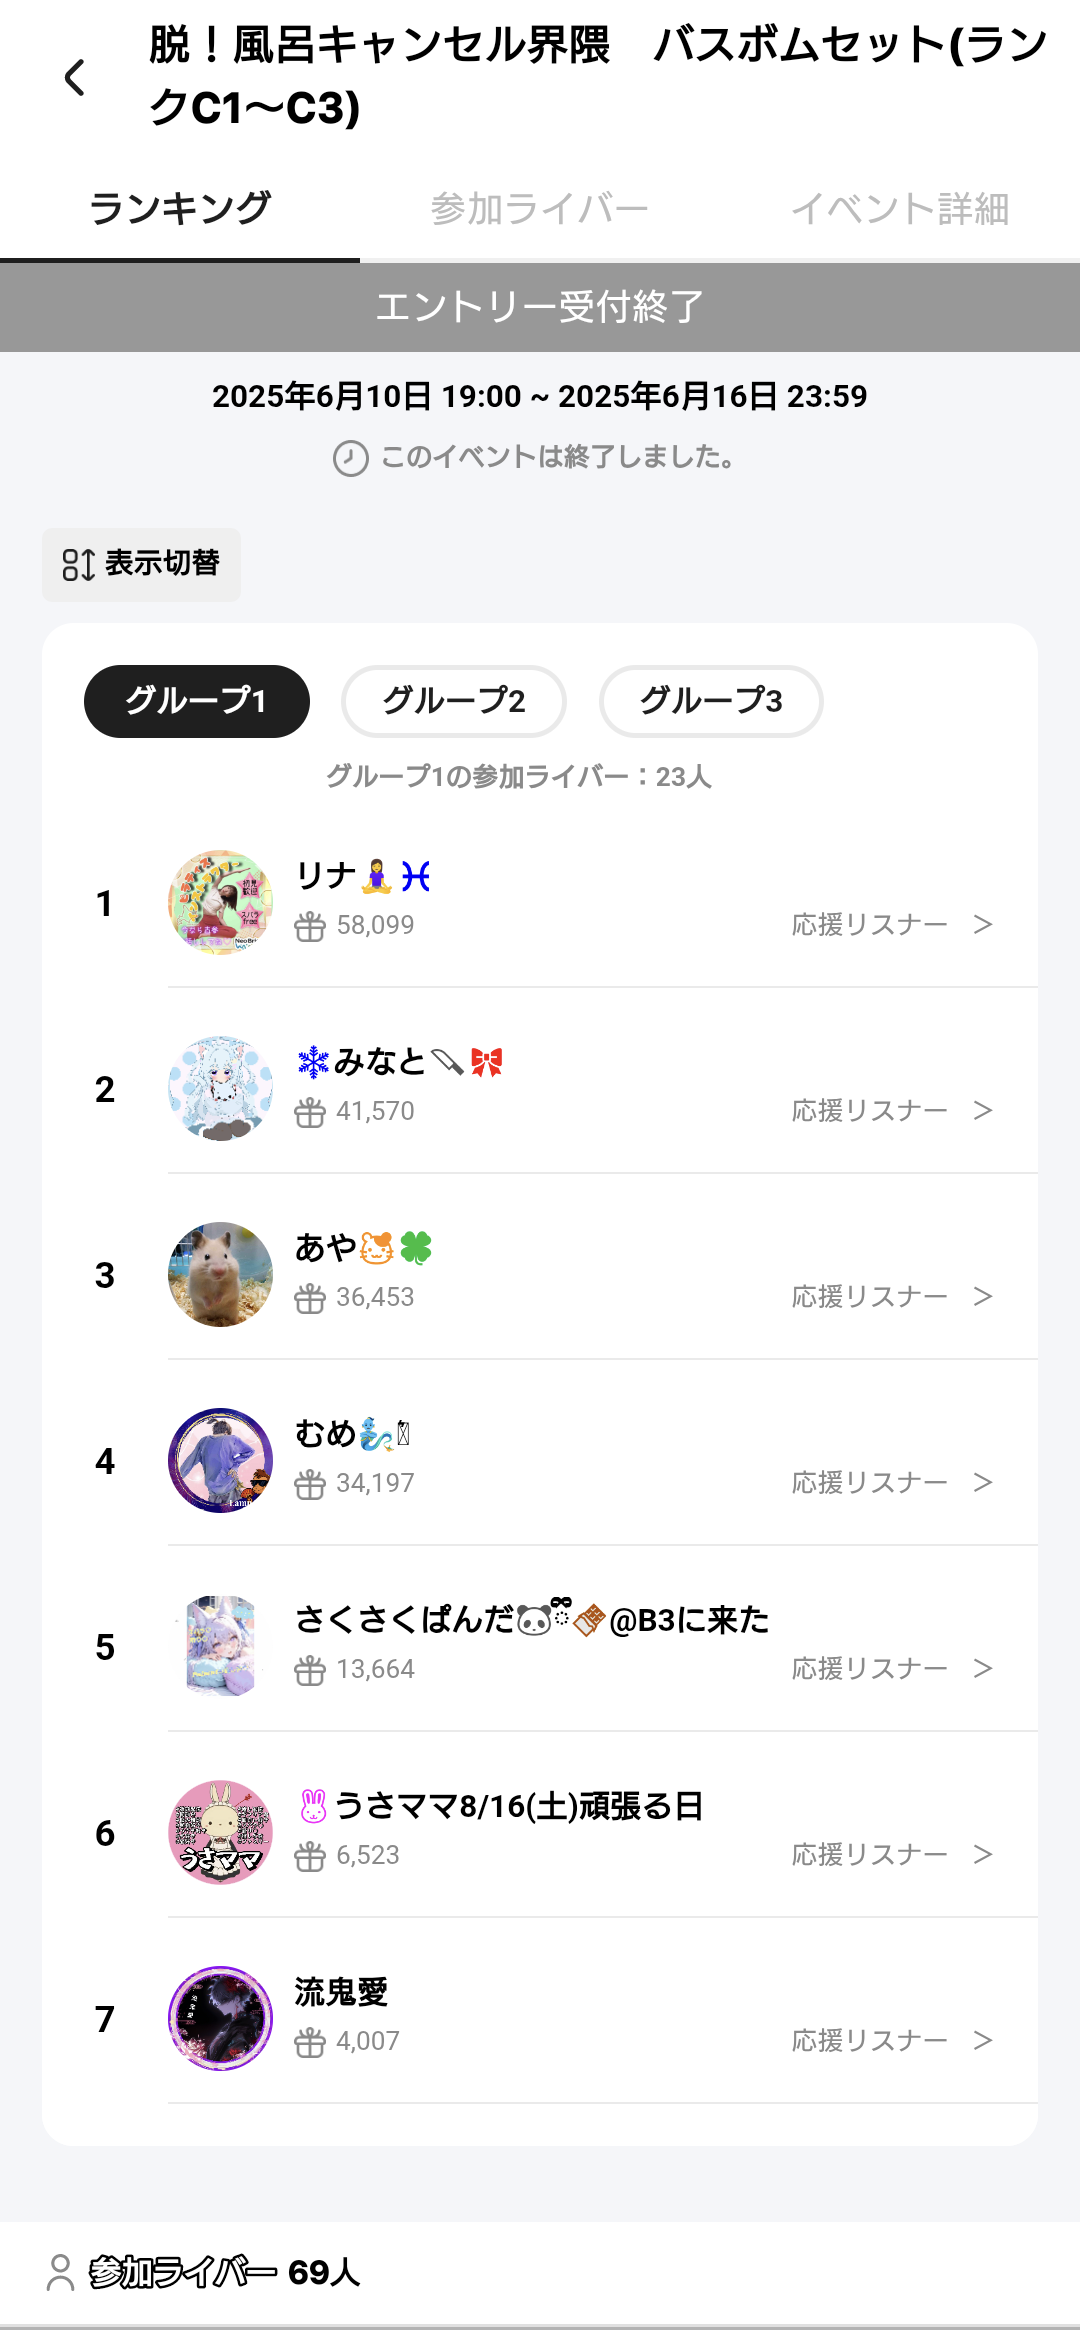 脱！風呂キャンセル界隈　バスボムセット(ラン
クC1〜C3)
ランキング 参加ライバー イベント詳細
エントリー受付終了
2025年6月10日 19:00 ~ 2025年6月16日 23:59
このイベントは終了しました。
表示切替
グループ1 グループ2 グループ3
グループ1の参加ライバー：23人
1 リナ🧘‍♀️♓
58,099 応援リスナー >
2 ❄みなと🔪🎀
41,570 応援リスナー >
3 あや🐹🍀
36,453 応援リスナー >
4 むめ🧞‍♂️
34,197 応援リスナー >
5 さくさくぱんだ🐼🍫@B3に来た
13,664 応援リスナー >
6 🐰うさママ8/16(土)頑張る日
うさママ
6,523 応援リスナー >
7 流鬼愛
4,007 応援リスナー >
参加ライバー 69人